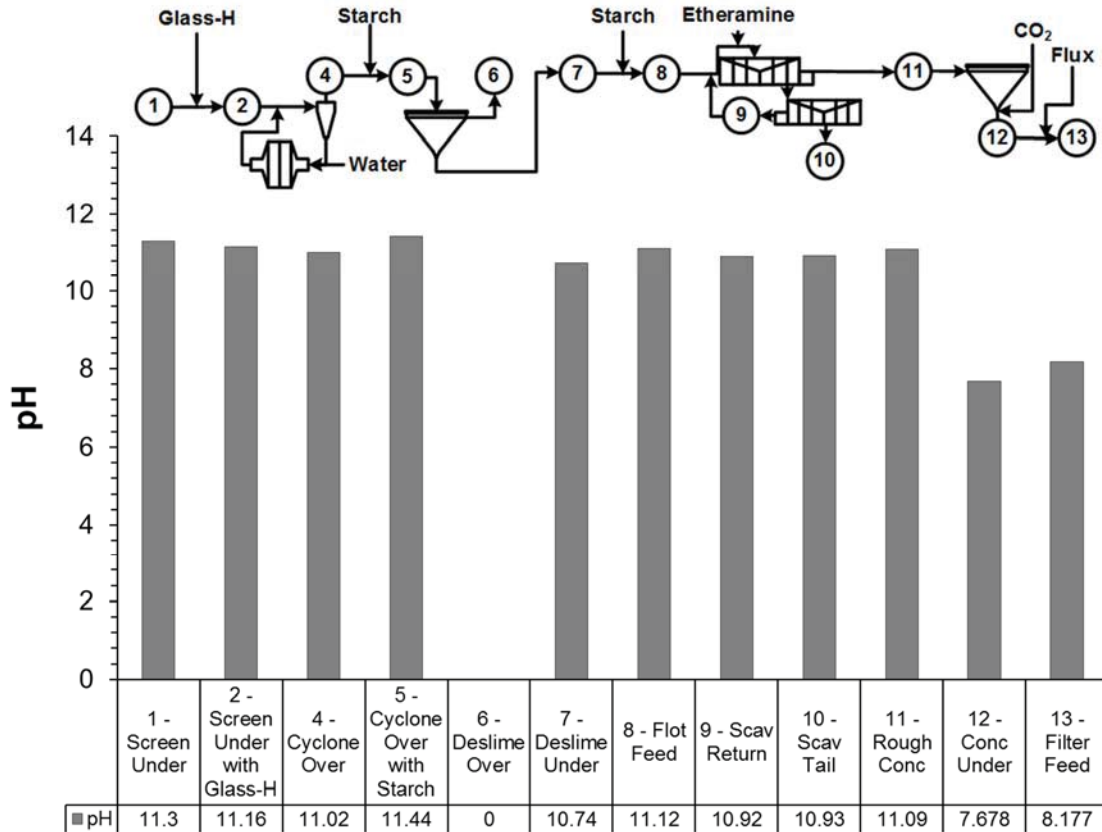 Glass-H
Starch
Starch
Etheramine
CO₂
Flux
1
2
4
5
6
7
8
9
10
11
12
13
Water
pH
14
12
10
8
6
4
2
0
1 -
Screen
Under
2 -
Screen
Under
with
Glass-H
4 -
Cyclone
Over
5 -
Cyclone
Over
with
Starch
6 -
Deslime
Over
7 -
Deslime
Under
8 - Flot
Feed
9 - Scav
Return
10 -
Scav
Tail
11 -
Rough
Conc
12 -
Conc
Under
13 -
Filter
Feed
pH 11.3 11.16 11.02 11.44 0 10.74 11.12 10.92 10.93 11.09 7.678 8.177